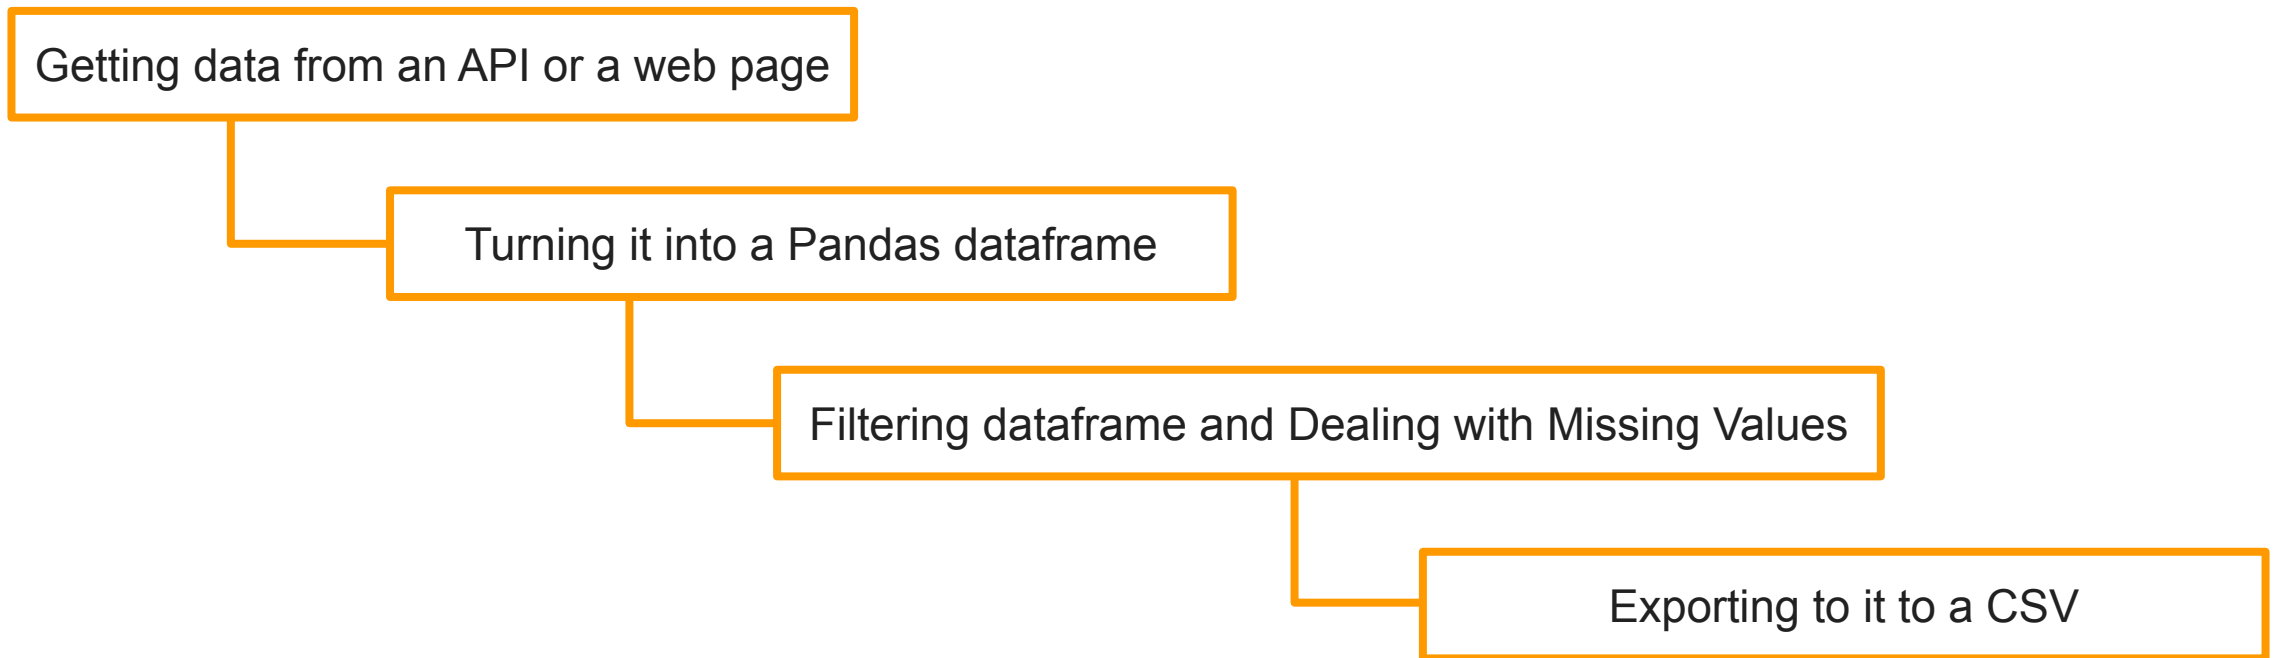 Getting data from an API or a web page
Turning it into a Pandas dataframe
Filtering dataframe and Dealing with Missing Values
Exporting to it to a CSV